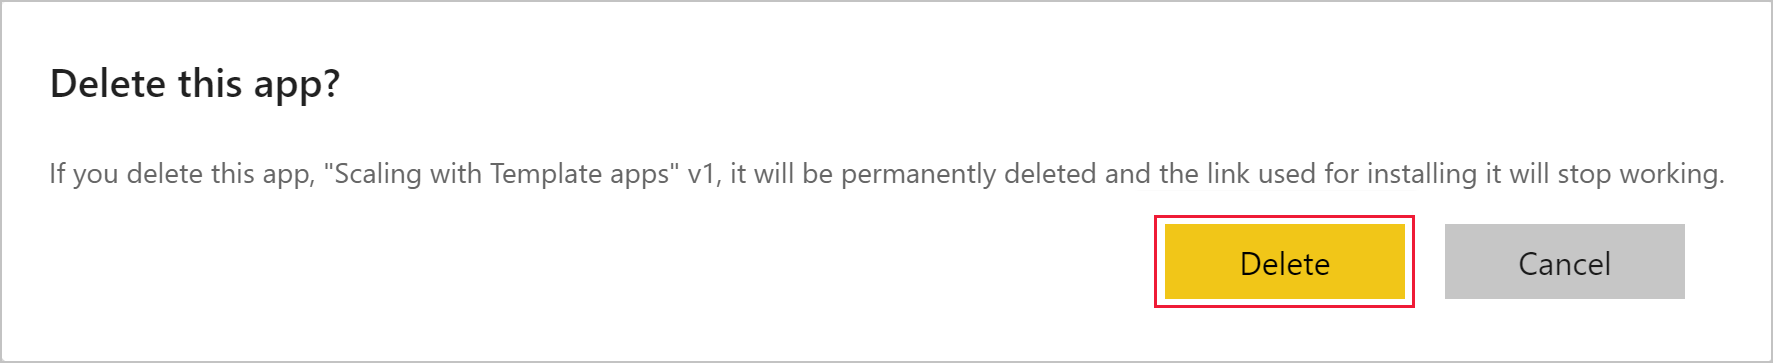 Delete this app?
If you delete this app, "Scaling with Template apps" v1, it will be permanently deleted and the link used for installing it will stop working.
Delete
Cancel